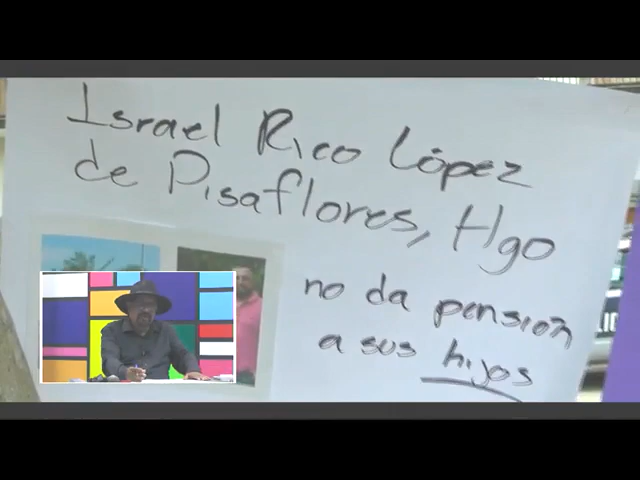 Israel Rico López
de Pisaflores, Hgo
no da pensión
a sus hijos